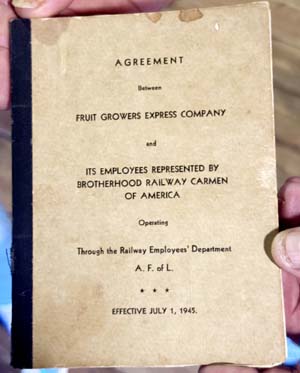 AGREEMENT
Between
FRUIT GROWERS EXPRESS COMPANY
and
ITS EMPLOYEES REPRESENTED BY
BROTHERHOOD RAILWAY CARMEN
OF AMERICA
Operating
Through the Railway Employees' Department
A. F. of L.
★ ★ ★
EFFECTIVE JULY 1, 1945.